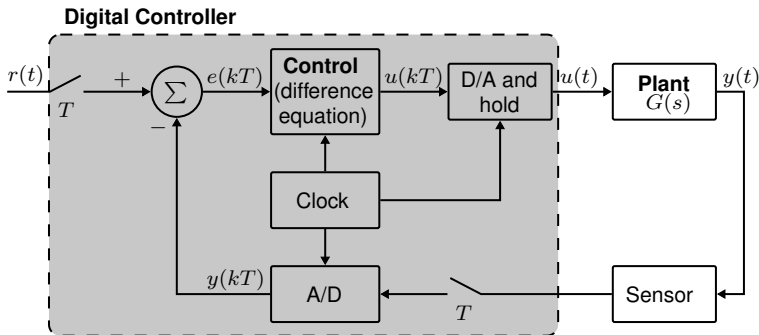 Digital Controller
r(t)
T
+
−
Σ
e(kT)
Control
(difference
equation)
u(kT)
D/A and
hold
u(t)
Plant
G(s)
y(t)
Clock
y(kT)
A/D
T
Sensor